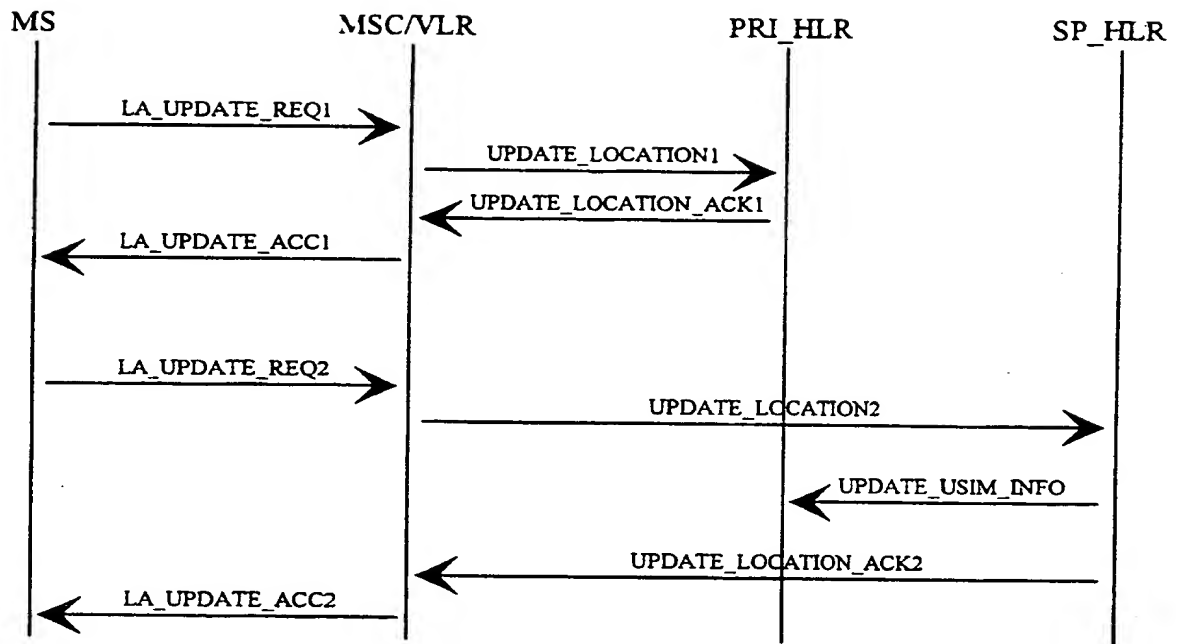 MS MSC/VLR PRI_HLR SP_HLR
LA_UPDATE_REQ1
UPDATE_LOCATION1
UPDATE_LOCATION_ACK1
LA_UPDATE_ACC1
LA_UPDATE_REQ2
UPDATE_LOCATION2
UPDATE_USIM_INFO
UPDATE_LOCATION_ACK2
LA_UPDATE_ACC2